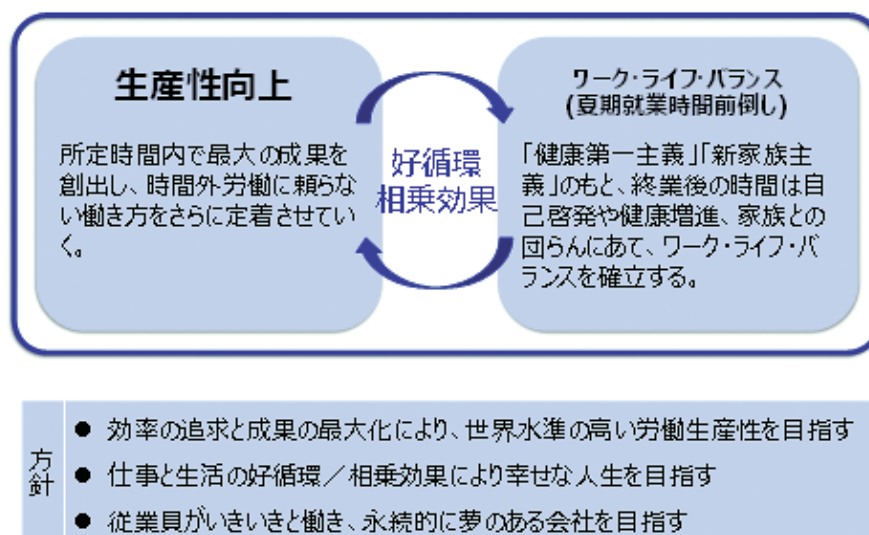 生産性向上
所定時間内で最大の成果を
創出し、時間外労働に頼らな
い働き方をさらに定着させてい
く。
好循環
相乗効果
ワーク・ライフ・バランス
(夏期就業時間前倒し)
「健康第一主義」「新家族主
義」のもと、終業後の時間は自
己啓発や健康増進、家族との
団らんにあて、ワーク・ライフ・バ
ランスを確立する。
方針
● 効率の追求と成果の最大化により、世界水準の高い労働生産性を目指す
● 仕事と生活の好循環／相乗効果により幸せな人生を目指す
● 従業員がいきいきと働き、永続的に夢のある会社を目指す